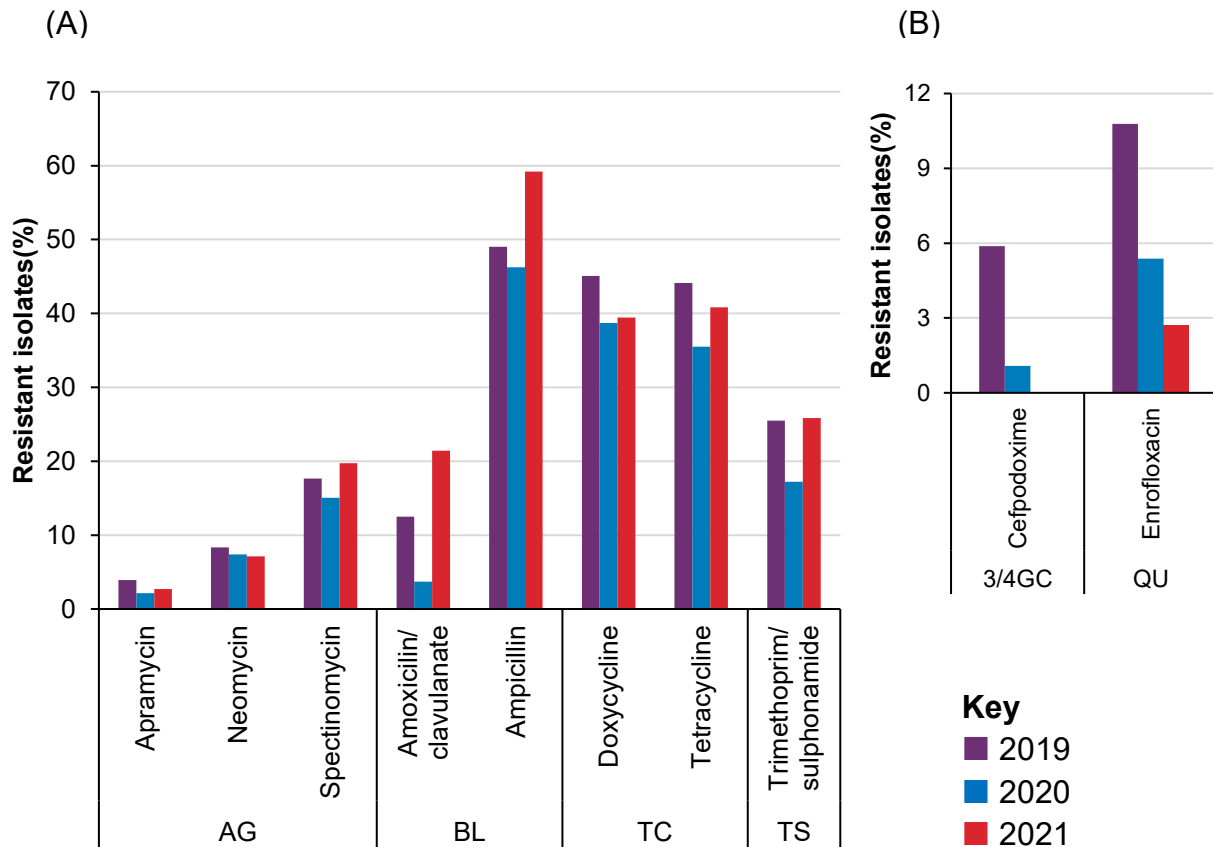 (A)
(B)
Resistant isolates(%)
70
60
50
40
30
20
10
0
Apramycin
Neomycin
Spectinomycin
Amoxicilin/
clavulanate
Ampicillin
Doxycycline
Tetracycline
Trimethoprim/
sulphonamide
AG
BL
TC
TS
Resistant isolates(%)
12
9
6
3
0
Cefpodoxime
Enrofloxacin
3/4GC
QU
Key
2019
2020
2021